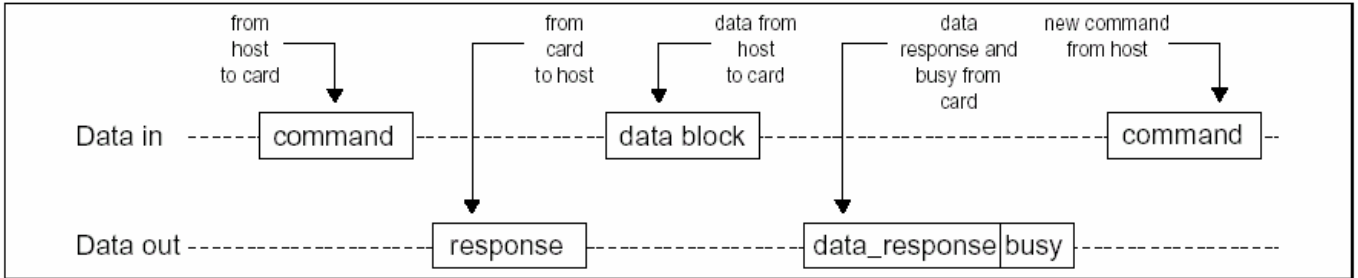 from
host
to card
from
card
to host
data from
host
to card
data
response and
busy from
card
new command
from host
Data in
command
data block
command
Data out
response
data_response
busy